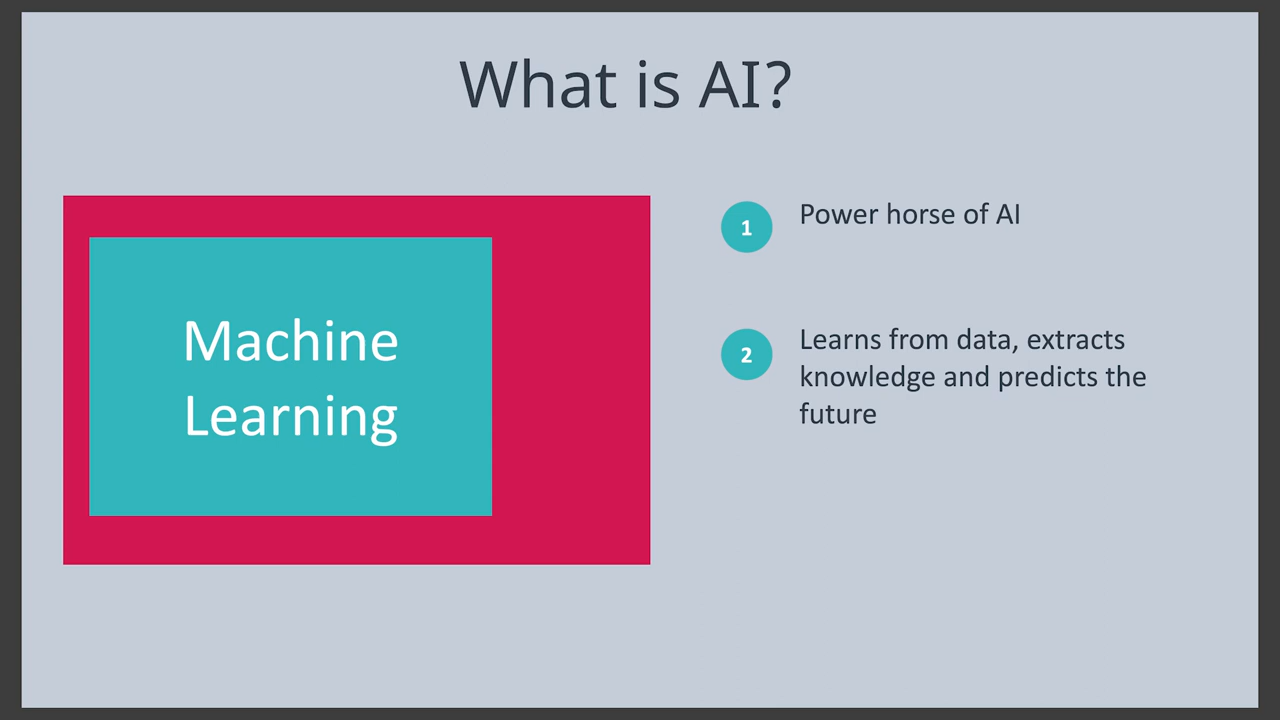 What is AI?
Machine
Learning
1
Power horse of AI
2
Learns from data, extracts
knowledge and predicts the
future